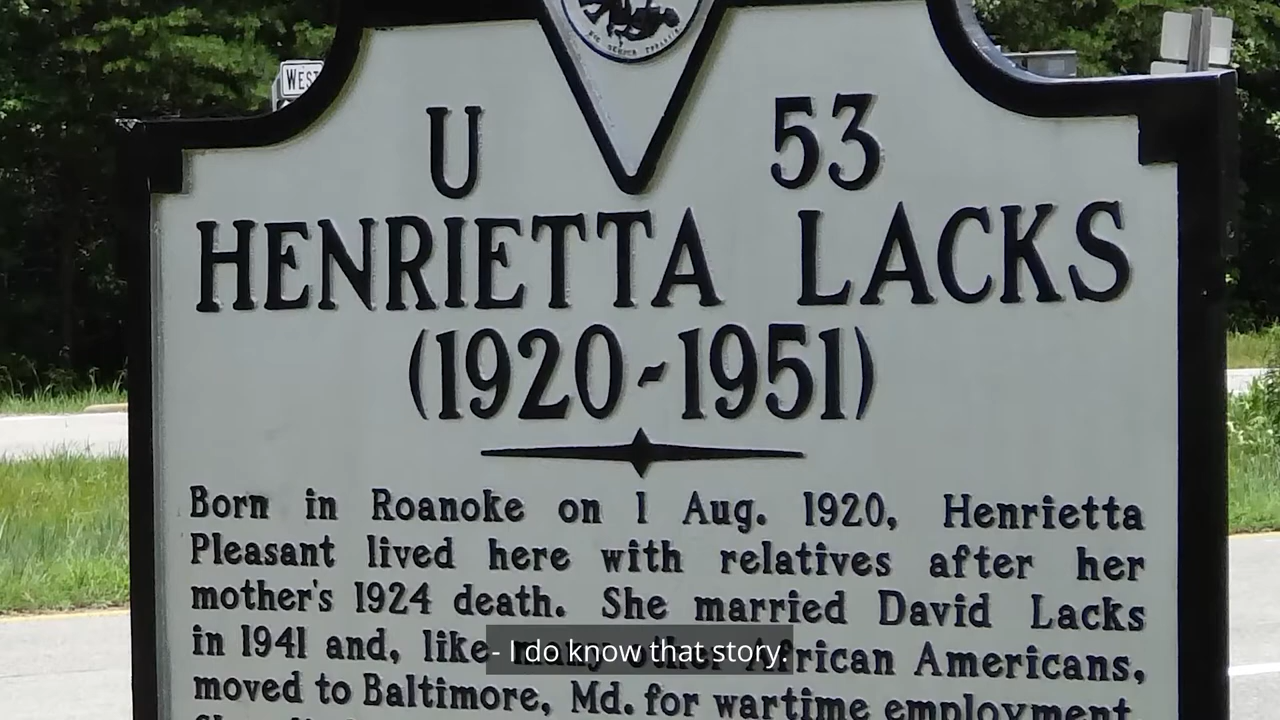 WEST
U 53
HENRIETTA LACKS
(1920-1951)
Born in Roanoke on 1 Aug. 1920, Henrietta
Pleasant lived here with relatives after her
mother's 1924 death. She married David Lacks
in 1941 and, like many other African Americans,
- I do know that story.
moved to Baltimore, Md. for wartime employment.